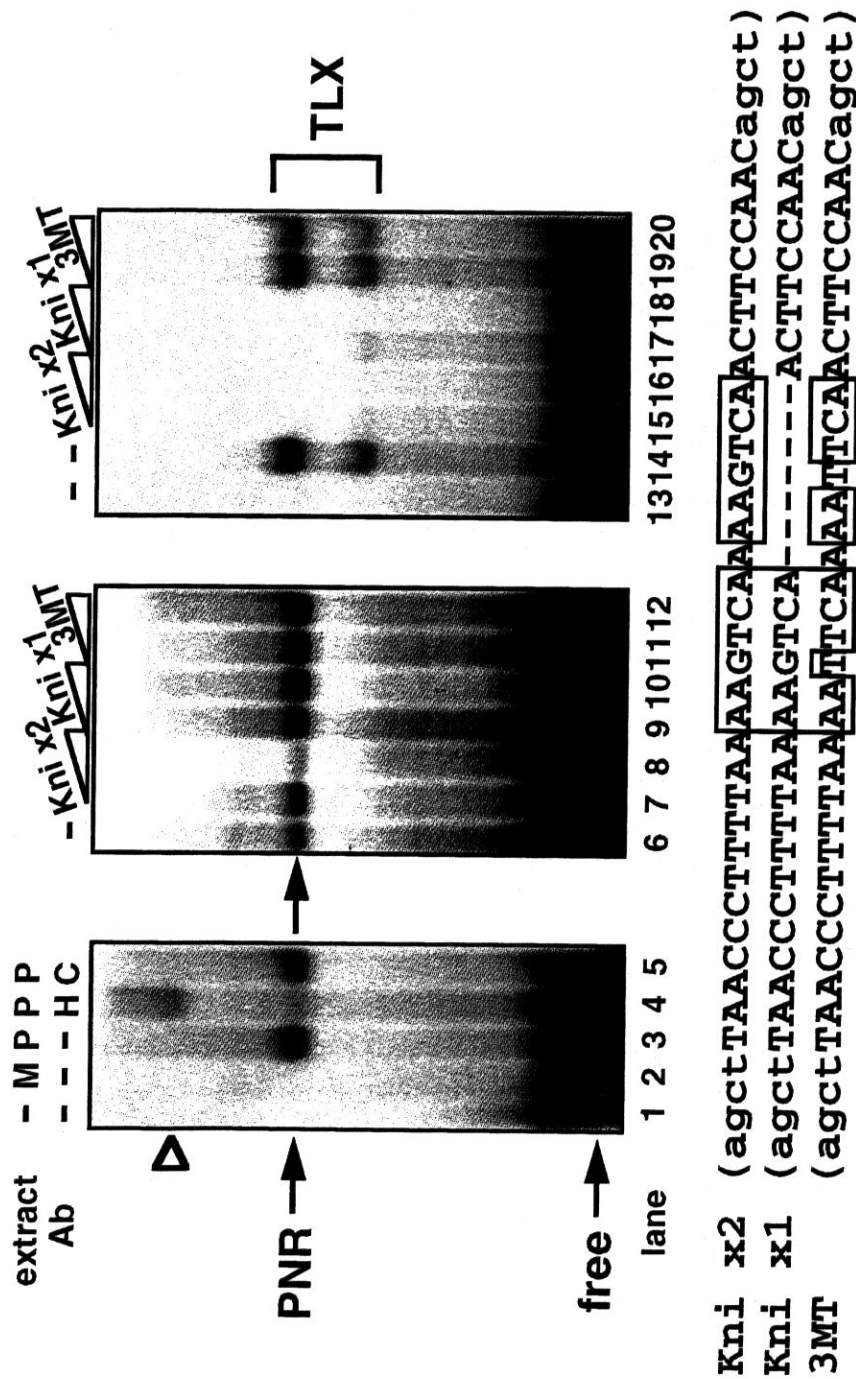 extract - M P P P
Ab - - - H C
- Kni x2 Kni x1 3MT
- - Kni x2 Kni x1 3MT
PNR
TLX
free
lane 1 2 3 4 5 6 7 8 9 10 11 12 13 14 15 16 17 18 19 20
Kni x2 (agctTAACCCTTTTAAAAGTCAAAAGTCAACTTCCAACagct)
Kni x1 (agctTAACCCTTTTAAAAGTCA-------ACTTCCAACagct)
3MT (agctTAACCCTTTTAAAATTCAAAATTCAACTTCCAACagct)